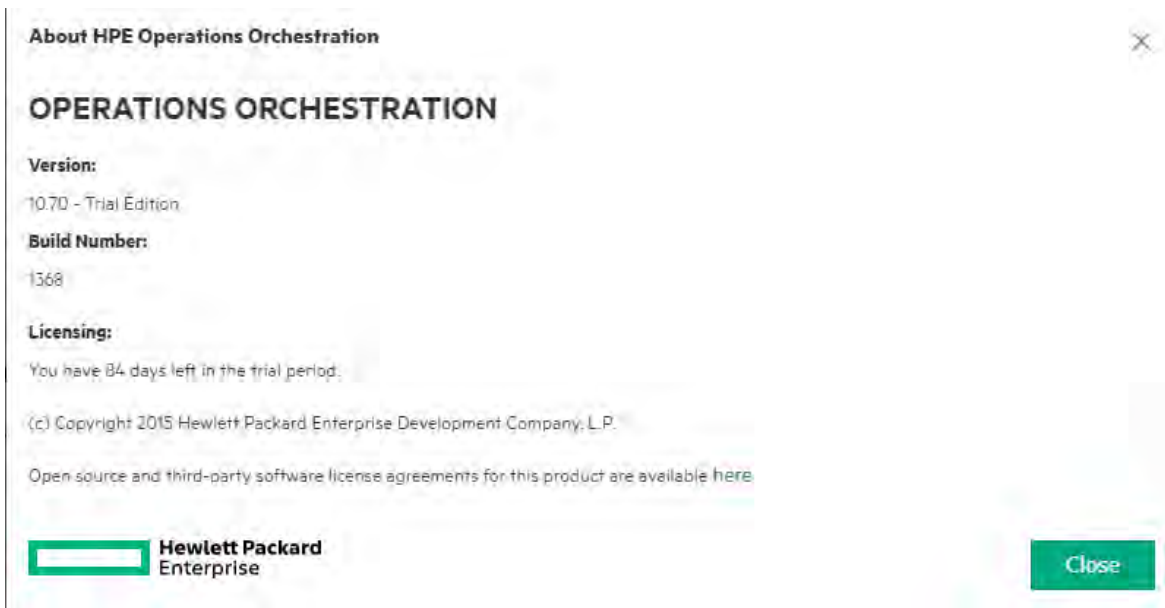 About HPE Operations Orchestration
OPERATIONS ORCHESTRATION
Version:
10.70 - Trial Edition
Build Number:
1368
Licensing:
You have 84 days left in the trial period.
(c) Copyright 2015 Hewlett Packard Enterprise Development Company, L.P.
Open source and third-party software license agreements for this product are available here
Hewlett Packard
Enterprise
Close